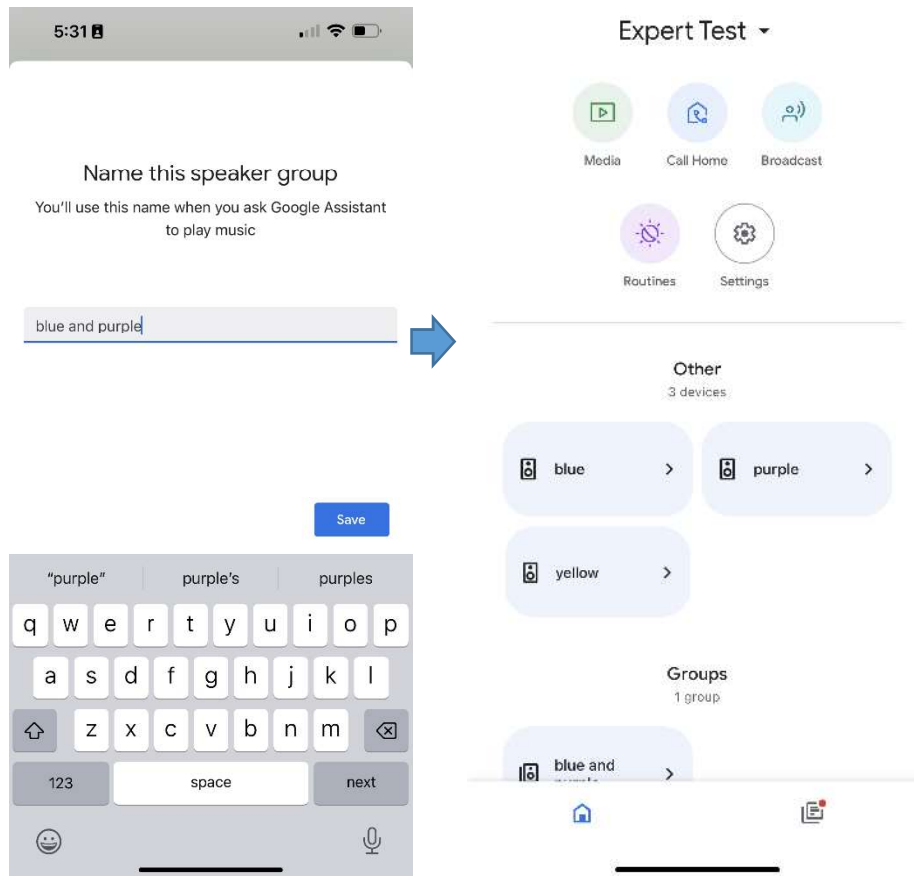 5:31
Name this speaker group
You'll use this name when you ask Google Assistant
to play music
blue and purple
Save
"purple" purple's purples
q w e r t y u i o p
a s d f g h j k l
z x c v b n m
123 space next
Expert Test
Media Call Home Broadcast
Routines Settings
Other
3 devices
blue purple
yellow
Groups
1 group
blue and